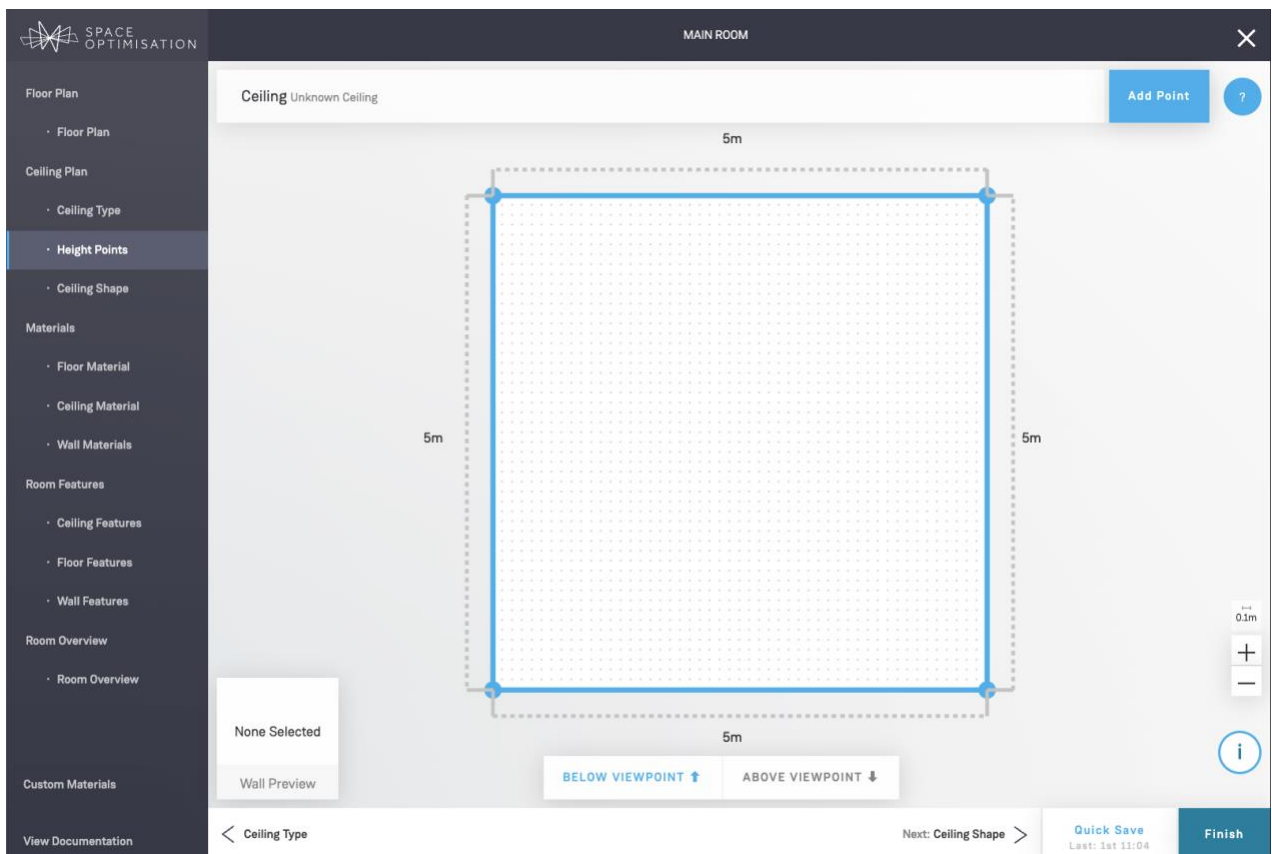 SPACE
OPTIMISATION
MAIN ROOM
Floor Plan
· Floor Plan
Ceiling Plan
· Ceiling Type
· Height Points
· Ceiling Shape
Materials
· Floor Material
· Ceiling Material
· Wall Materials
Room Features
· Ceiling Features
· Floor Features
· Wall Features
Room Overview
· Room Overview
Custom Materials
View Documentation
Ceiling Unknown Ceiling
Add Point
?
5m
5m
5m
5m
0.1m
None Selected
Wall Preview
BELOW VIEWPOINT
ABOVE VIEWPOINT
i
Ceiling Type
Next: Ceiling Shape
Quick Save
Last: 1st 11:04
Finish